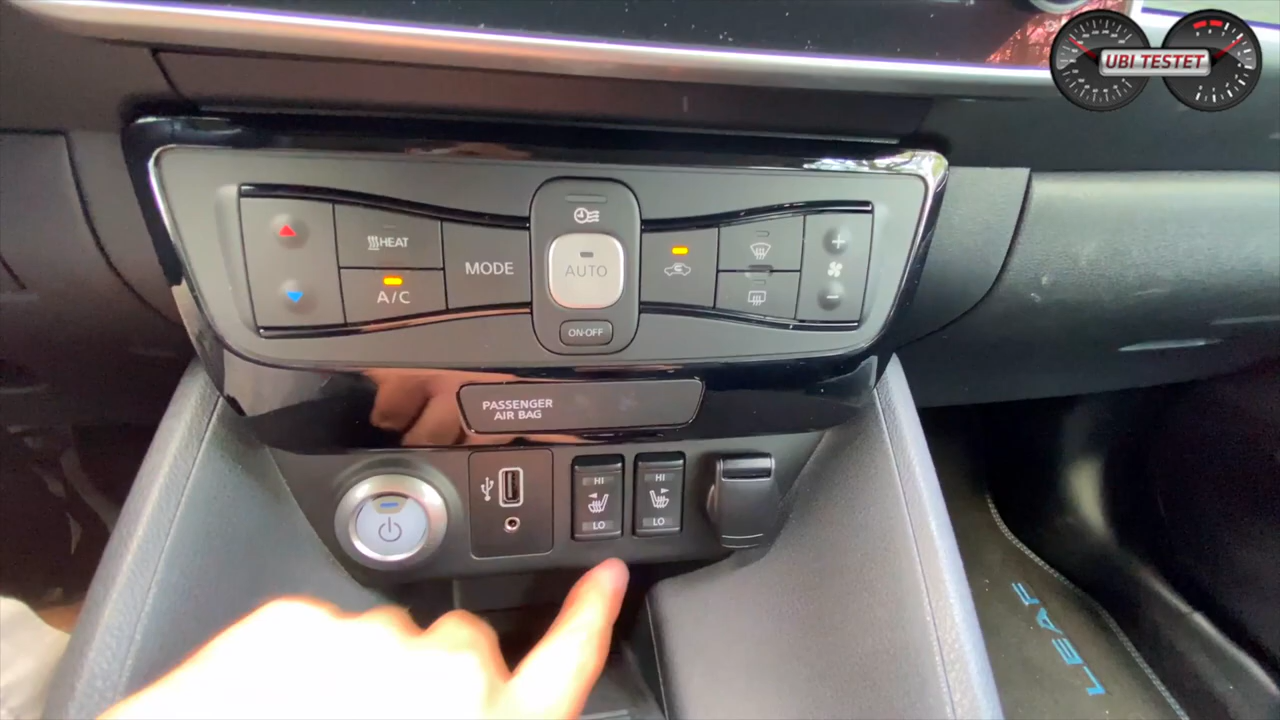 UBI TESTET
HEAT
A/C
MODE
AUTO
ON·OFF
PASSENGER
AIR BAG
HI
LO
HI
LO
LEAF